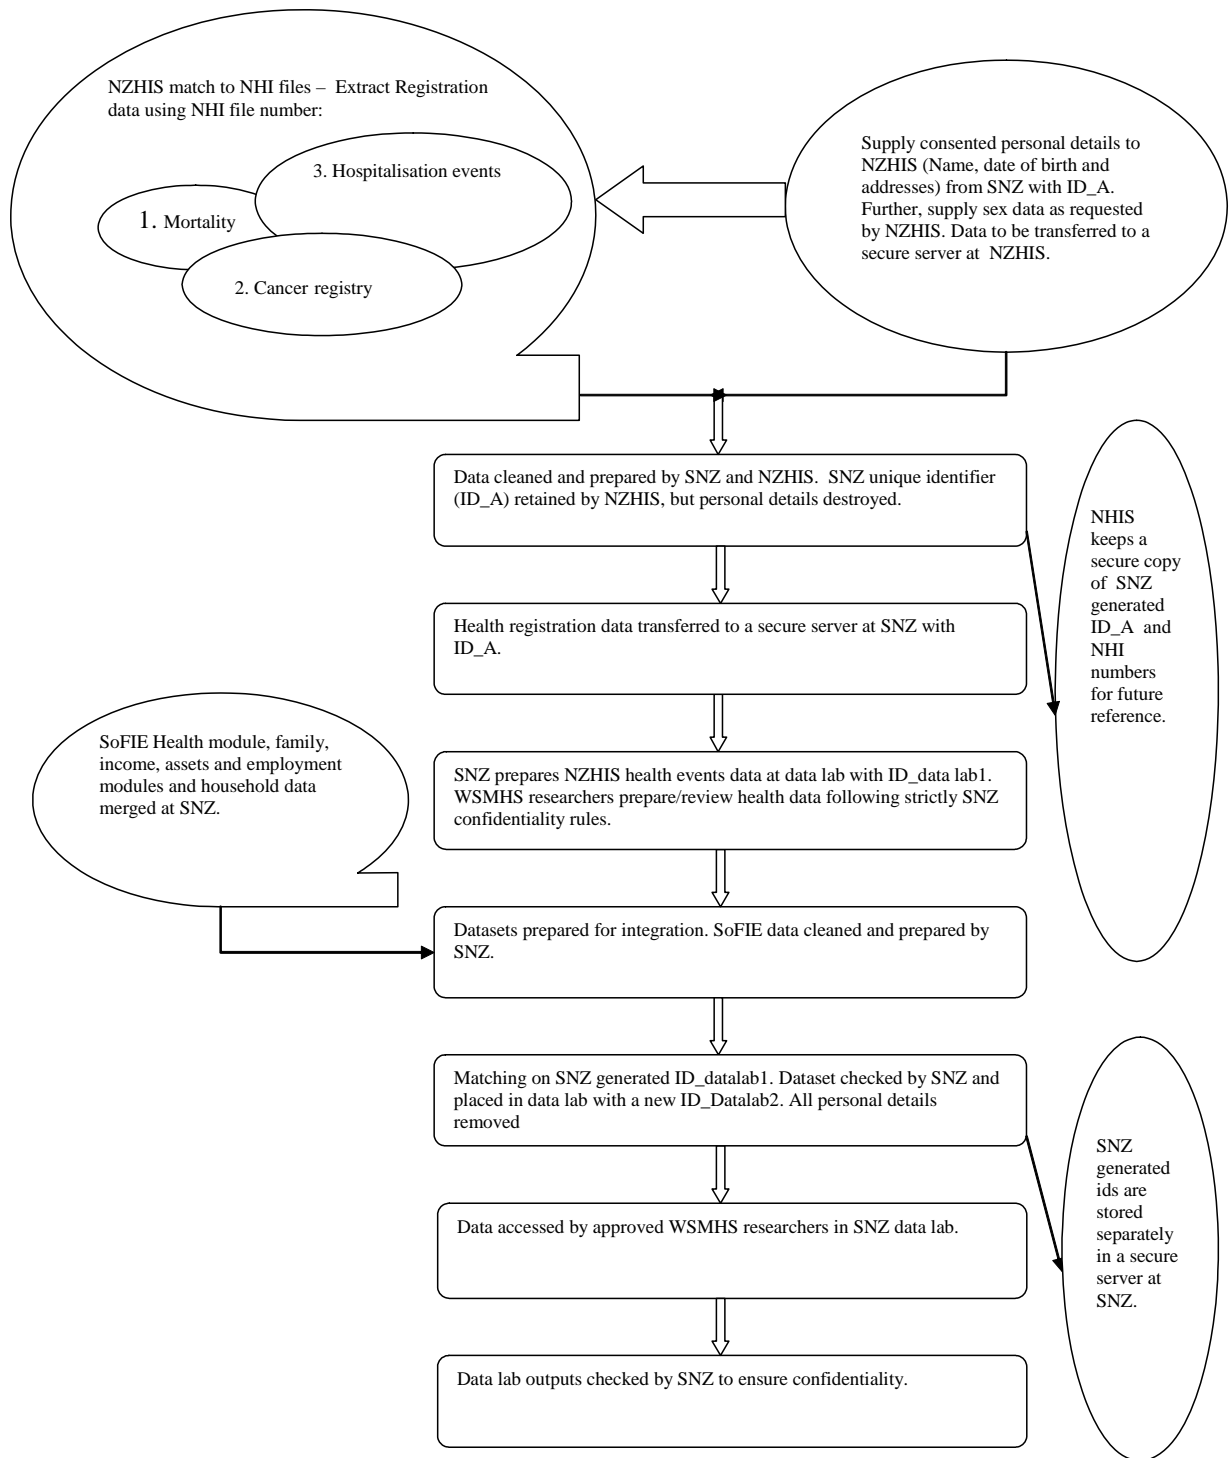 NZHIS match to NHI files – Extract Registration
data using NHI file number:
3. Hospitalisation events
1. Mortality
2. Cancer registry
Supply consented personal details to
NZHIS (Name, date of birth and
addresses) from SNZ with ID_A.
Further, supply sex data as requested
by NZHIS. Data to be transferred to a
secure server at NZHIS.
Data cleaned and prepared by SNZ and NZHIS. SNZ unique identifier
(ID_A) retained by NZHIS, but personal details destroyed.
NHIS
keeps a
secure copy
of SNZ
generated
ID_A and
NHI
numbers
for future
reference.
Health registration data transferred to a secure server at SNZ with
ID_A.
SoFIE Health module, family,
income, assets and employment
modules and household data
merged at SNZ.
SNZ prepares NZHIS health events data at data lab with ID_data lab1.
WSMHS researchers prepare/review health data following strictly SNZ
confidentiality rules.
Datasets prepared for integration. SoFIE data cleaned and prepared by
SNZ.
Matching on SNZ generated ID_datalab1. Dataset checked by SNZ and
placed in data lab with a new ID_Datalab2. All personal details
removed
SNZ
generated
ids are
stored
separately
in a secure
server at
SNZ.
Data accessed by approved WSMHS researchers in SNZ data lab.
Data lab outputs checked by SNZ to ensure confidentiality.